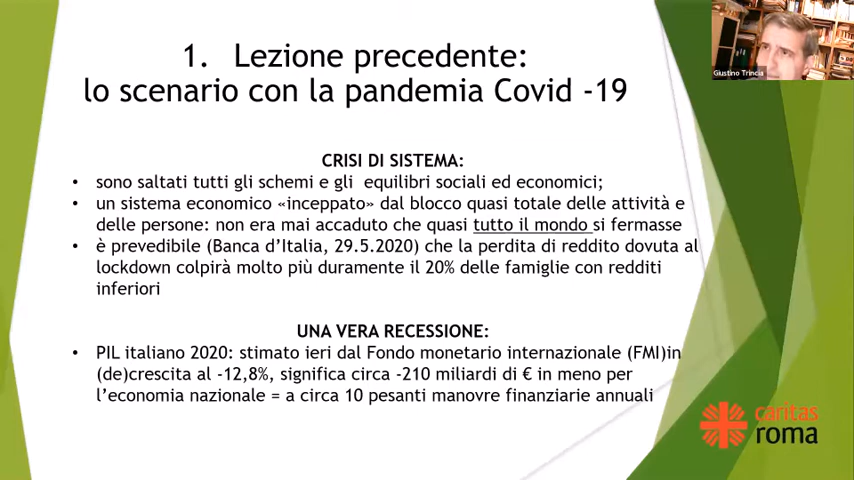 1. Lezione precedente:
lo scenario con la pandemia Covid -19
Giustino Trincia
CRISI DI SISTEMA:
• sono saltati tutti gli schemi e gli equilibri sociali ed economici;
• un sistema economico «inceppato» dal blocco quasi totale delle attività e
delle persone: non era mai accaduto che quasi tutto il mondo si fermasse
• è prevedibile (Banca d’Italia, 29.5.2020) che la perdita di reddito dovuta al
lockdown colpirà molto più duramente il 20% delle famiglie con redditi
inferiori
UNA VERA RECESSIONE:
• PIL italiano 2020: stimato ieri dal Fondo monetario internazionale (FMI)in
(de)crescita al -12,8%, significa circa -210 miliardi di € in meno per
l’economia nazionale = a circa 10 pesanti manovre finanziarie annuali
caritas
roma